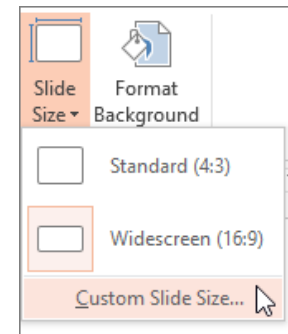 Slide
Size
Format
Background
Standard (4:3)
Widescreen (16:9)
Custom Slide Size...